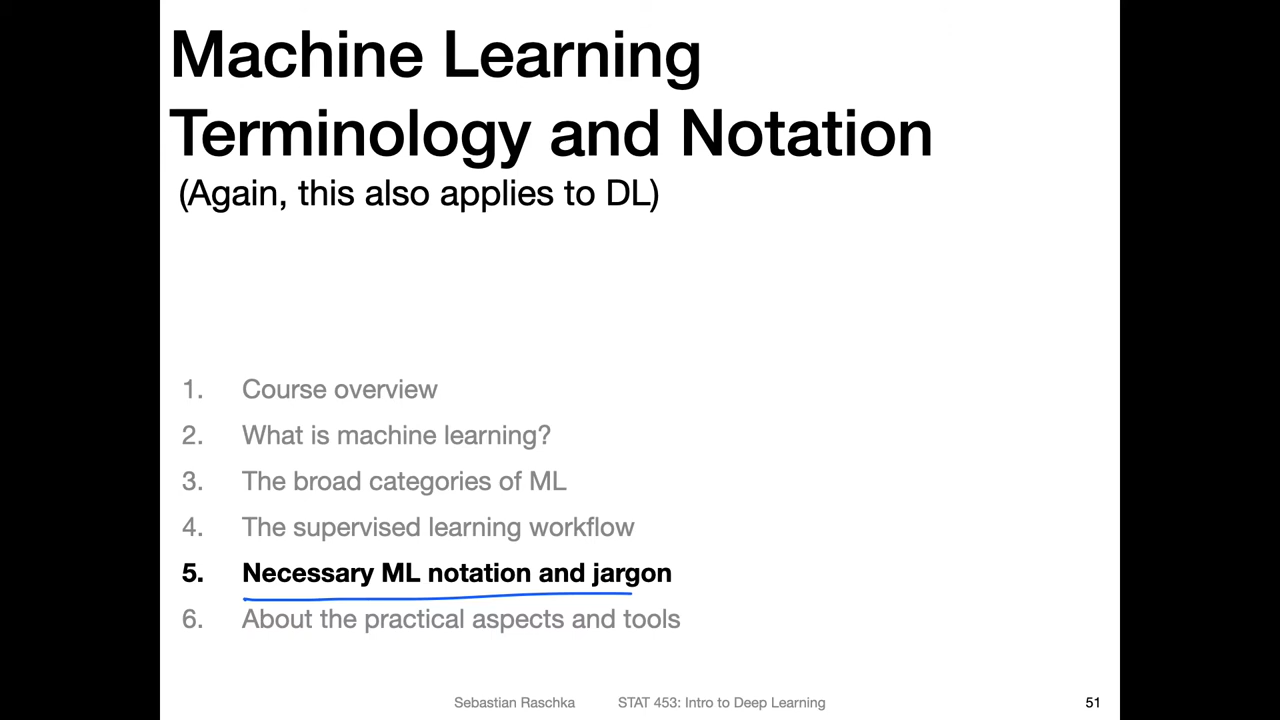 Machine Learning
Terminology and Notation
(Again, this also applies to DL)
1. Course overview
2. What is machine learning?
3. The broad categories of ML
4. The supervised learning workflow
5. Necessary ML notation and jargon
6. About the practical aspects and tools
Sebastian Raschka STAT 453: Intro to Deep Learning 51